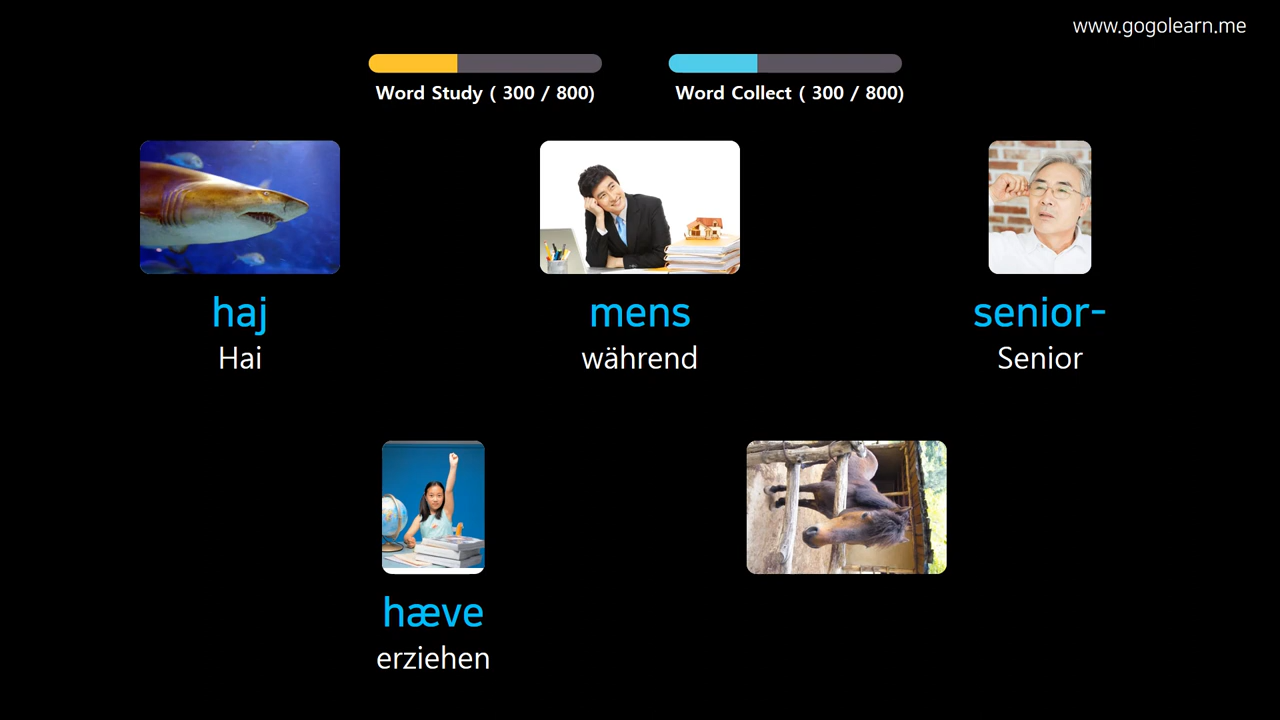 www.gogolearn.me
Word Study ( 300 / 800)
Word Collect ( 300 / 800)
haj
Hai
mens
während
senior-
Senior
hæve
erziehen